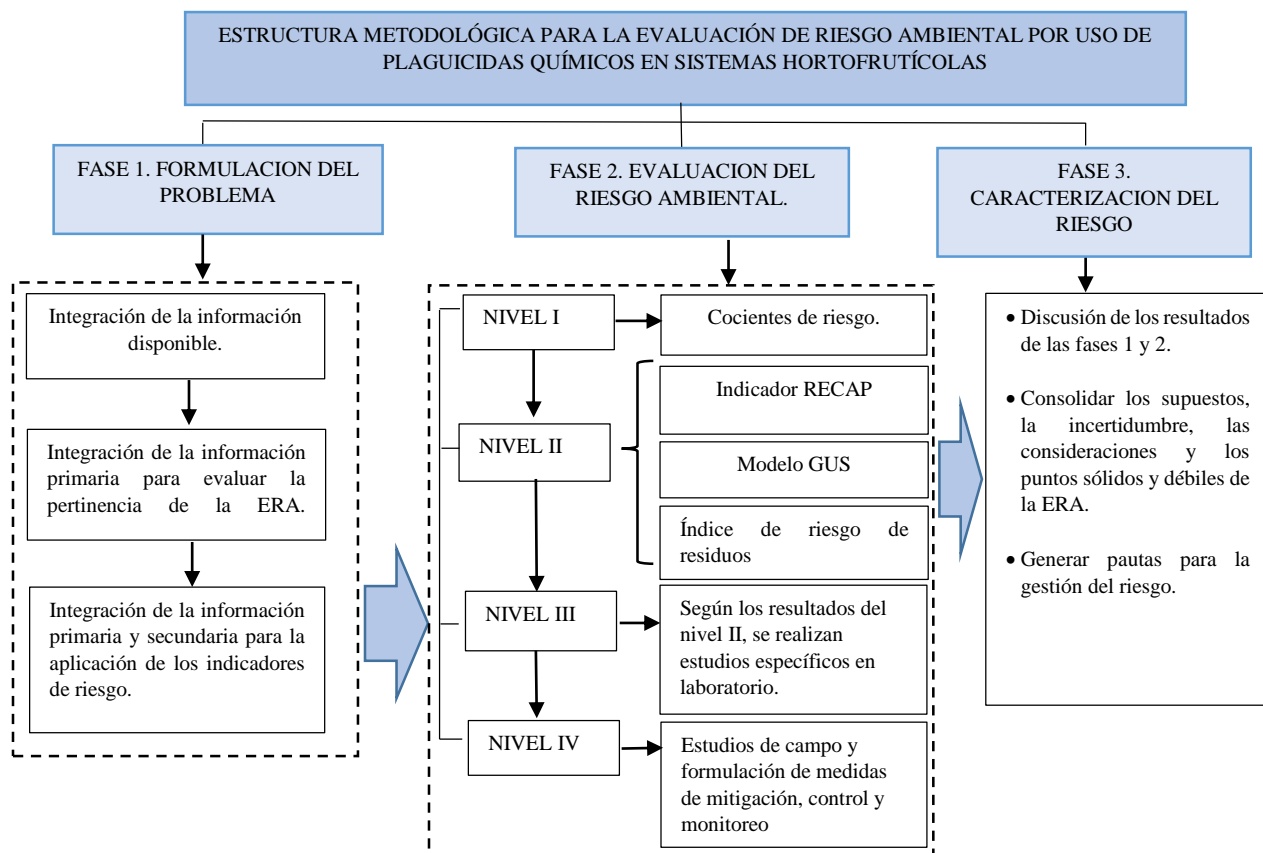 ESTRUCTURA METODOLÓGICA PARA LA EVALUACIÓN DE RIESGO AMBIENTAL POR USO DE
PLAGUICIDAS QUÍMICOS EN SISTEMAS HORTOFRUTÍCOLAS
FASE 1. FORMULACION DEL
PROBLEMA
Integración de la información
disponible.
Integración de la información
primaria para evaluar la
pertinencia de la ERA.
Integración de la información
primaria y secundaria para la
aplicación de los indicadores
de riesgo.
FASE 2. EVALUACION DEL
RIESGO AMBIENTAL.
NIVEL I
Cocientes de riesgo.
NIVEL II
Indicador RECAP
Modelo GUS
Índice de riesgo de
residuos
NIVEL III
Según los resultados del
nivel II, se realizan
estudios específicos en
laboratorio.
NIVEL IV
Estudios de campo y
formulación de medidas
de mitigación, control y
monitoreo
FASE 3.
CARACTERIZACION DEL
RIESGO
• Discusión de los resultados
de las fases 1 y 2.
• Consolidar los supuestos,
la incertidumbre, las
consideraciones y los
puntos sólidos y débiles de
la ERA.
• Generar pautas para la
gestión del riesgo.